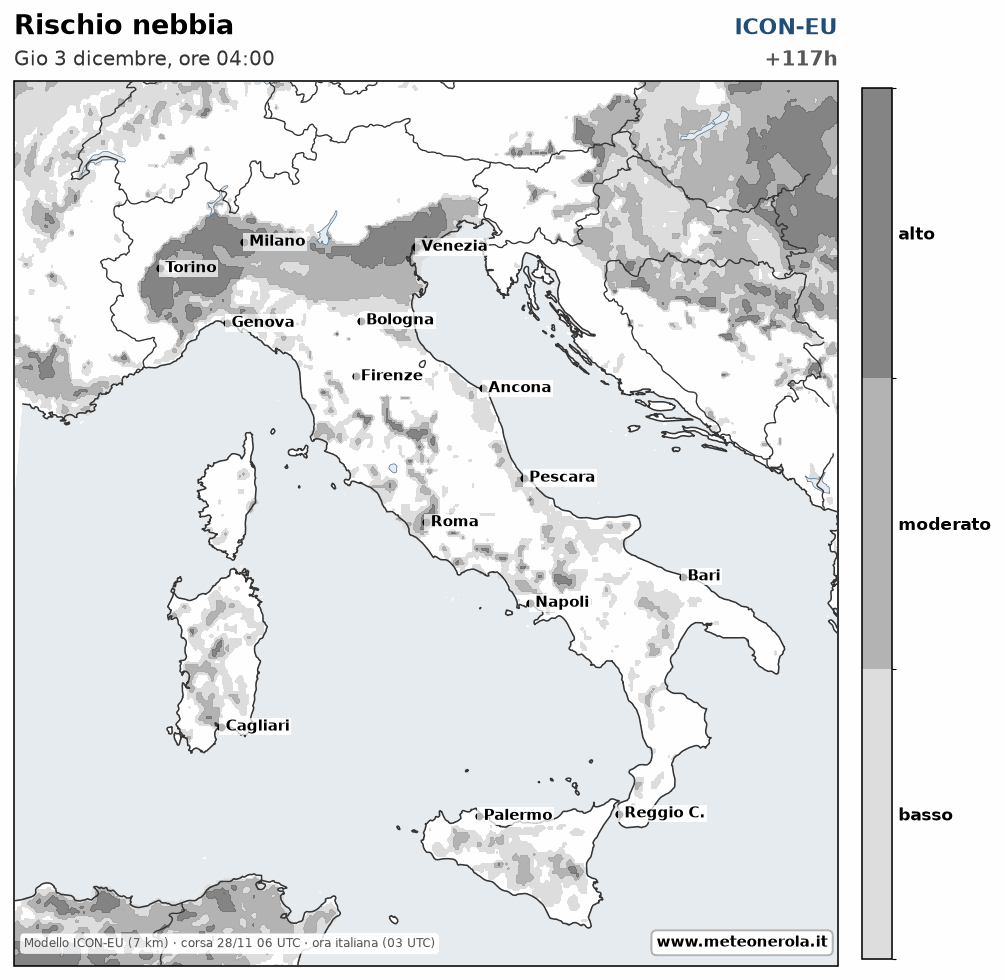 Rischio nebbia
ICON-EU
Gio 3 dicembre, ore 04:00
+117h
alto
Milano
Venezia
Torino
Genova
Bologna
Firenze
Ancona
Pescara
Roma
moderato
Bari
Napoli
Cagliari
Palermo
Reggio C.
basso
Modello ICON-EU (7 km) · corsa 28/11 06 UTC · ora italiana (03 UTC)
www.meteonerola.it